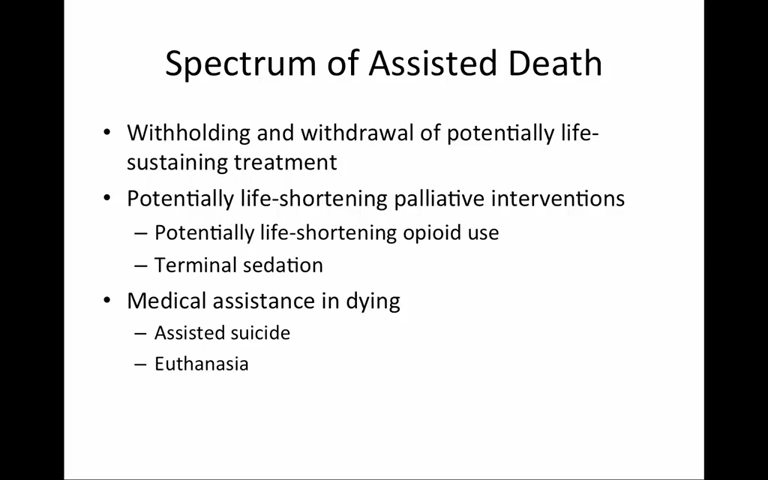 Spectrum of Assisted Death
• Withholding and withdrawal of potentially life-
sustaining treatment
• Potentially life-shortening palliative interventions
– Potentially life-shortening opioid use
– Terminal sedation
• Medical assistance in dying
– Assisted suicide
– Euthanasia